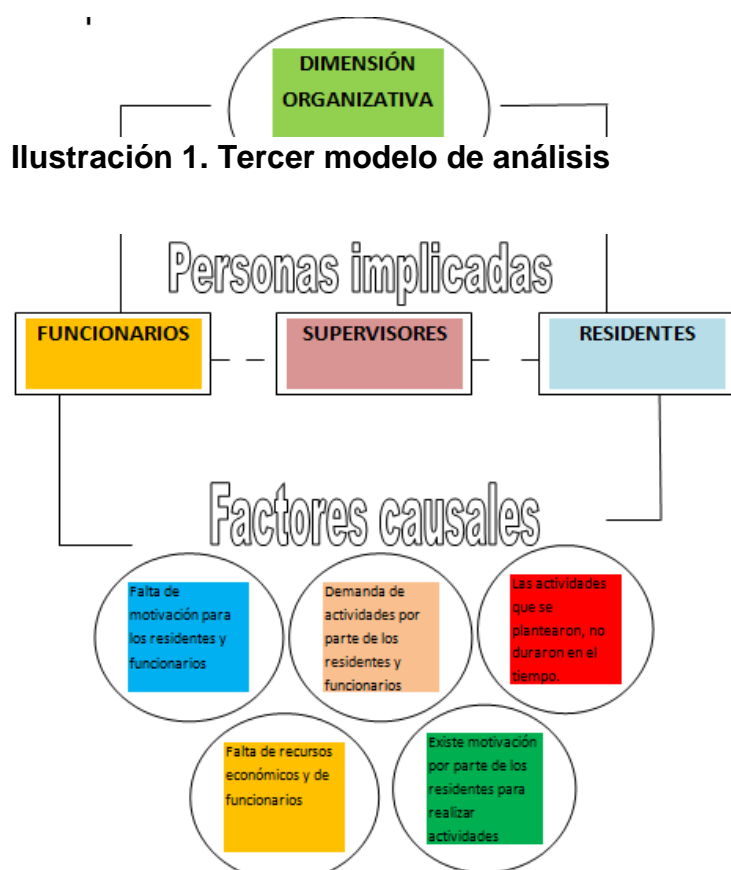 DIMENSIÓN
ORGANIZATIVA
Ilustración 1. Tercer modelo de análisis
Personas implicadas
FUNCIONARIOS
SUPERVISORES
RESIDENTES
Factores causales
Falta de
motivación para
los residentes y
funcionarios
Demanda de
actividades por
parte de los
residentes y
funcionarios
Las actividades
que se
plantearon, no
duraron en el
tiempo.
Falta de recursos
económicos y de
funcionarios
Existe motivación
por parte de los
residentes para
realizar
actividades